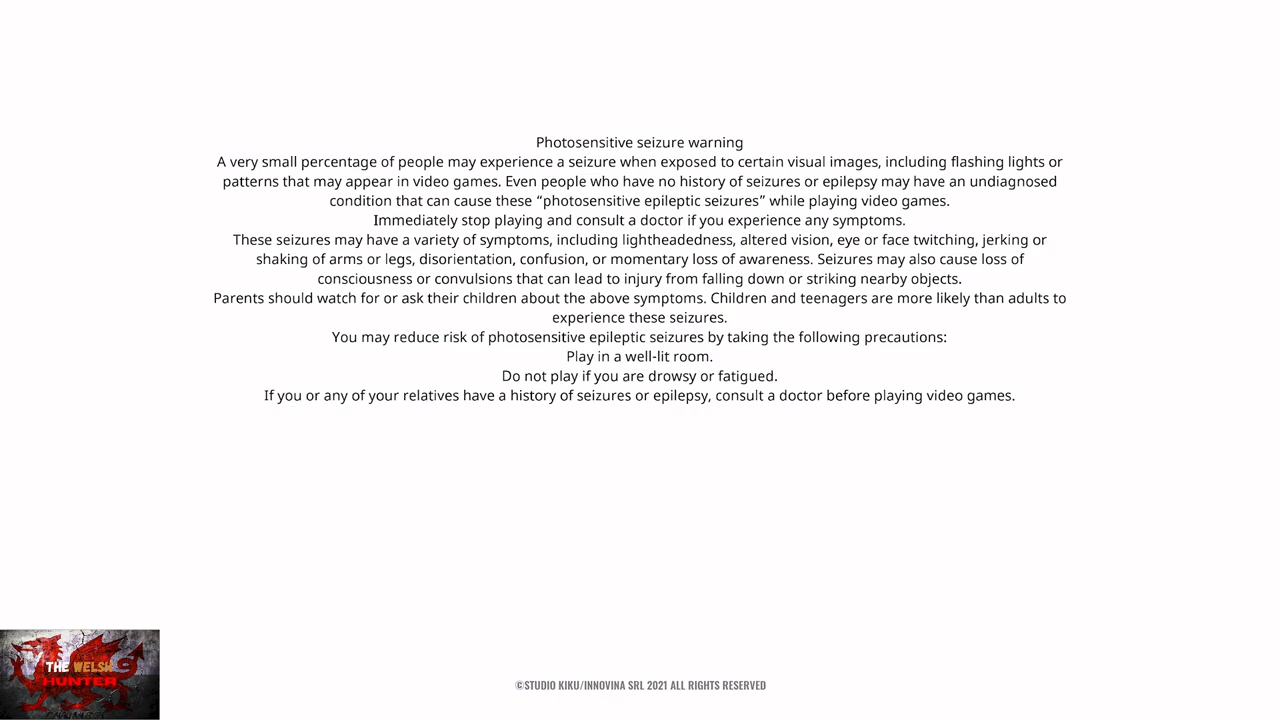 Photosensitive seizure warning
A very small percentage of people may experience a seizure when exposed to certain visual images, including flashing lights or
patterns that may appear in video games. Even people who have no history of seizures or epilepsy may have an undiagnosed
condition that can cause these “photosensitive epileptic seizures” while playing video games.
Immediately stop playing and consult a doctor if you experience any symptoms.
These seizures may have a variety of symptoms, including lightheadedness, altered vision, eye or face twitching, jerking or
shaking of arms or legs, disorientation, confusion, or momentary loss of awareness. Seizures may also cause loss of
consciousness or convulsions that can lead to injury from falling down or striking nearby objects.
Parents should watch for or ask their children about the above symptoms. Children and teenagers are more likely than adults to
experience these seizures.
You may reduce risk of photosensitive epileptic seizures by taking the following precautions:
Play in a well-lit room.
Do not play if you are drowsy or fatigued.
If you or any of your relatives have a history of seizures or epilepsy, consult a doctor before playing video games.
THE WELSH
HUNTER
©STUDIO KIKU/INNOVINA SRL 2021 ALL RIGHTS RESERVED